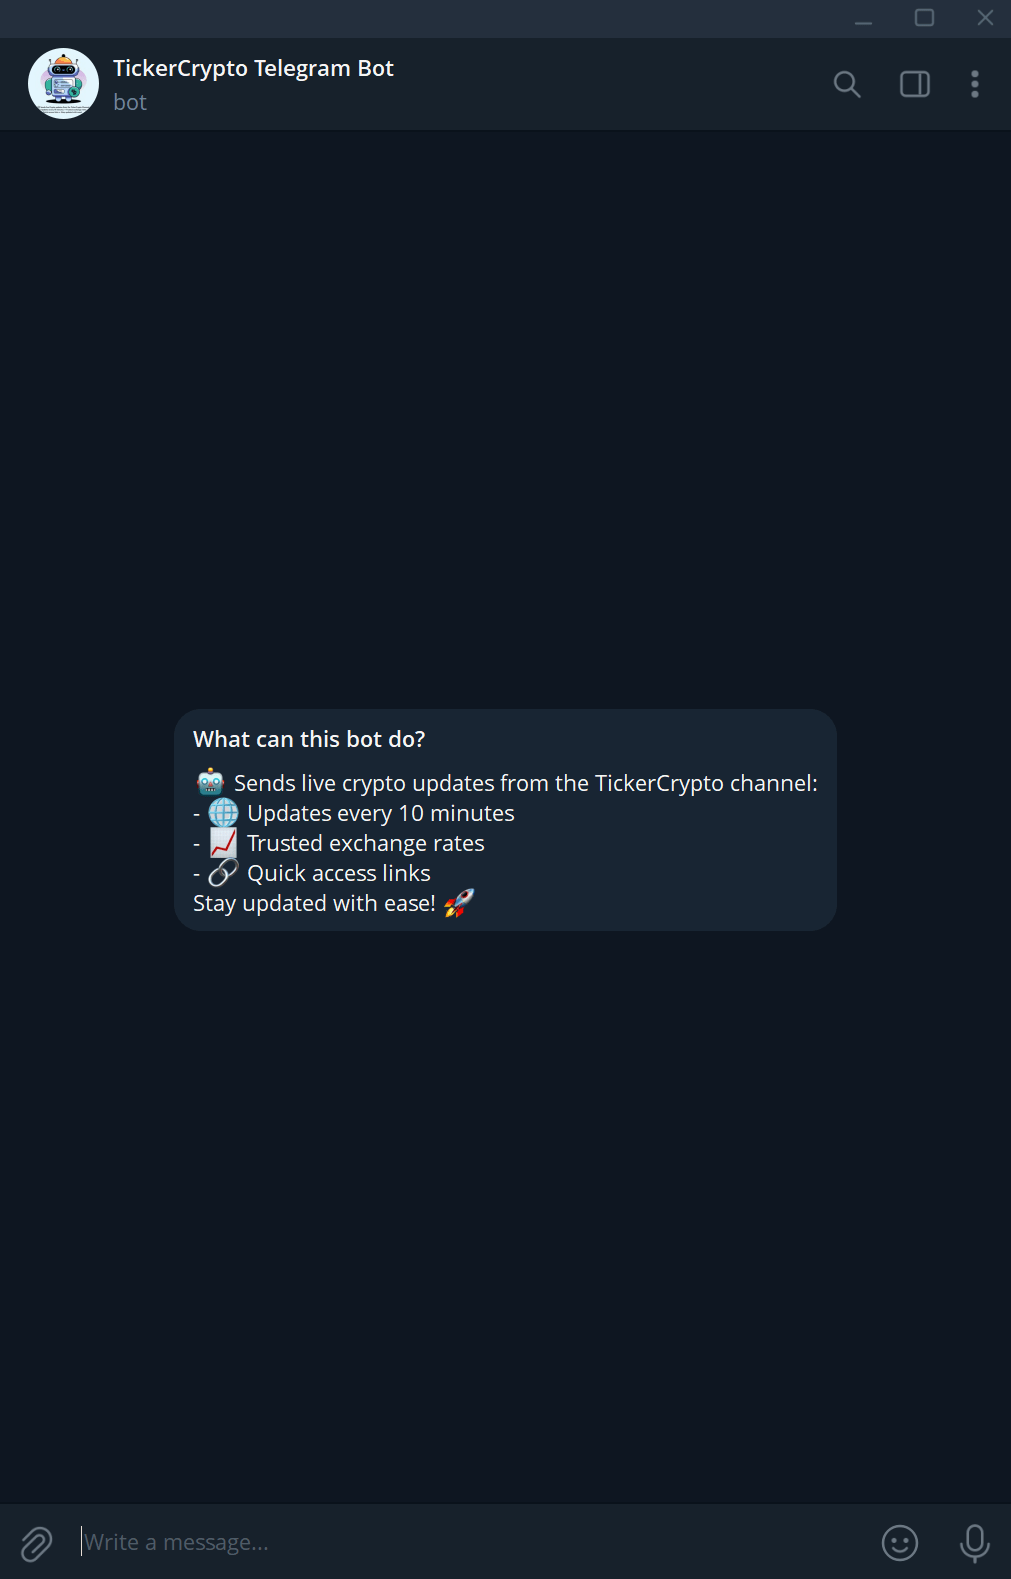 TickerCrypto Telegram Bot
bot
What can this bot do?
🤖 Sends live crypto updates from the TickerCrypto channel:
- 🌐 Updates every 10 minutes
- 📈 Trusted exchange rates
- 🔗 Quick access links
Stay updated with ease! 🚀
Write a message...